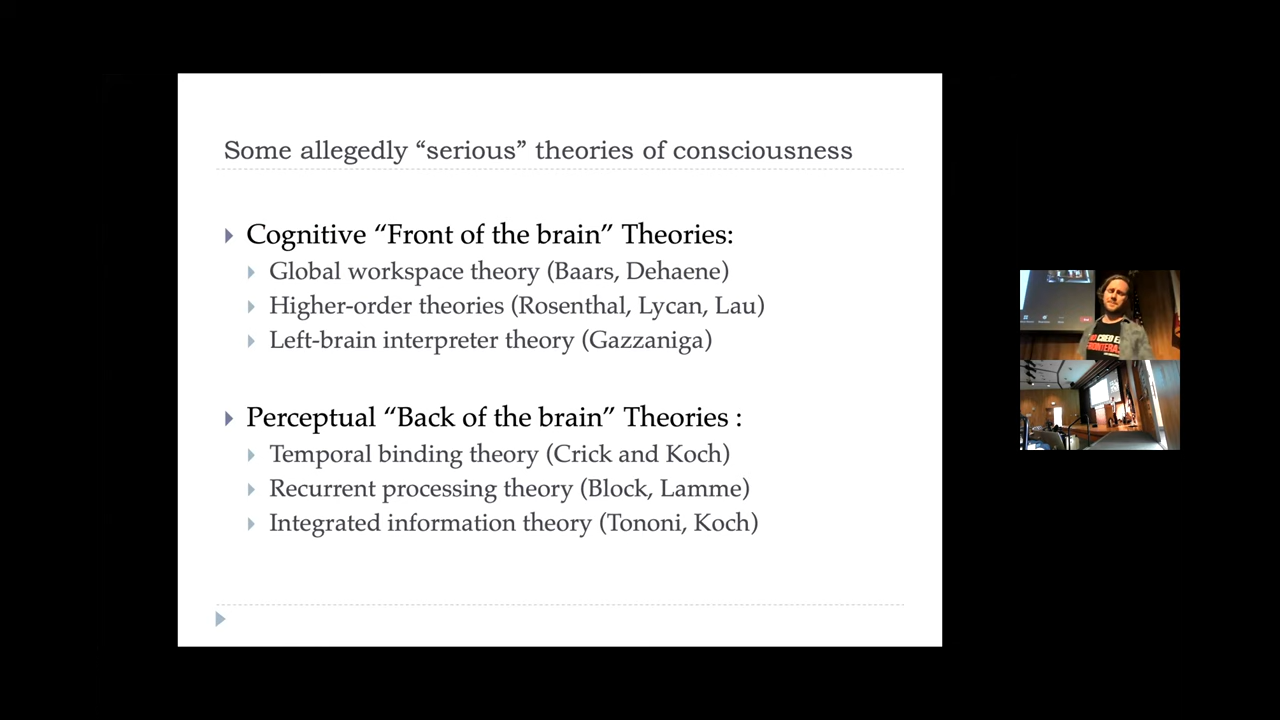 Some allegedly “serious” theories of consciousness
Cognitive “Front of the brain” Theories:
Global workspace theory (Baars, Dehaene)
Higher-order theories (Rosenthal, Lycan, Lau)
Left-brain interpreter theory (Gazzaniga)
Perceptual “Back of the brain” Theories :
Temporal binding theory (Crick and Koch)
Recurrent processing theory (Block, Lamme)
Integrated information theory (Tononi, Koch)